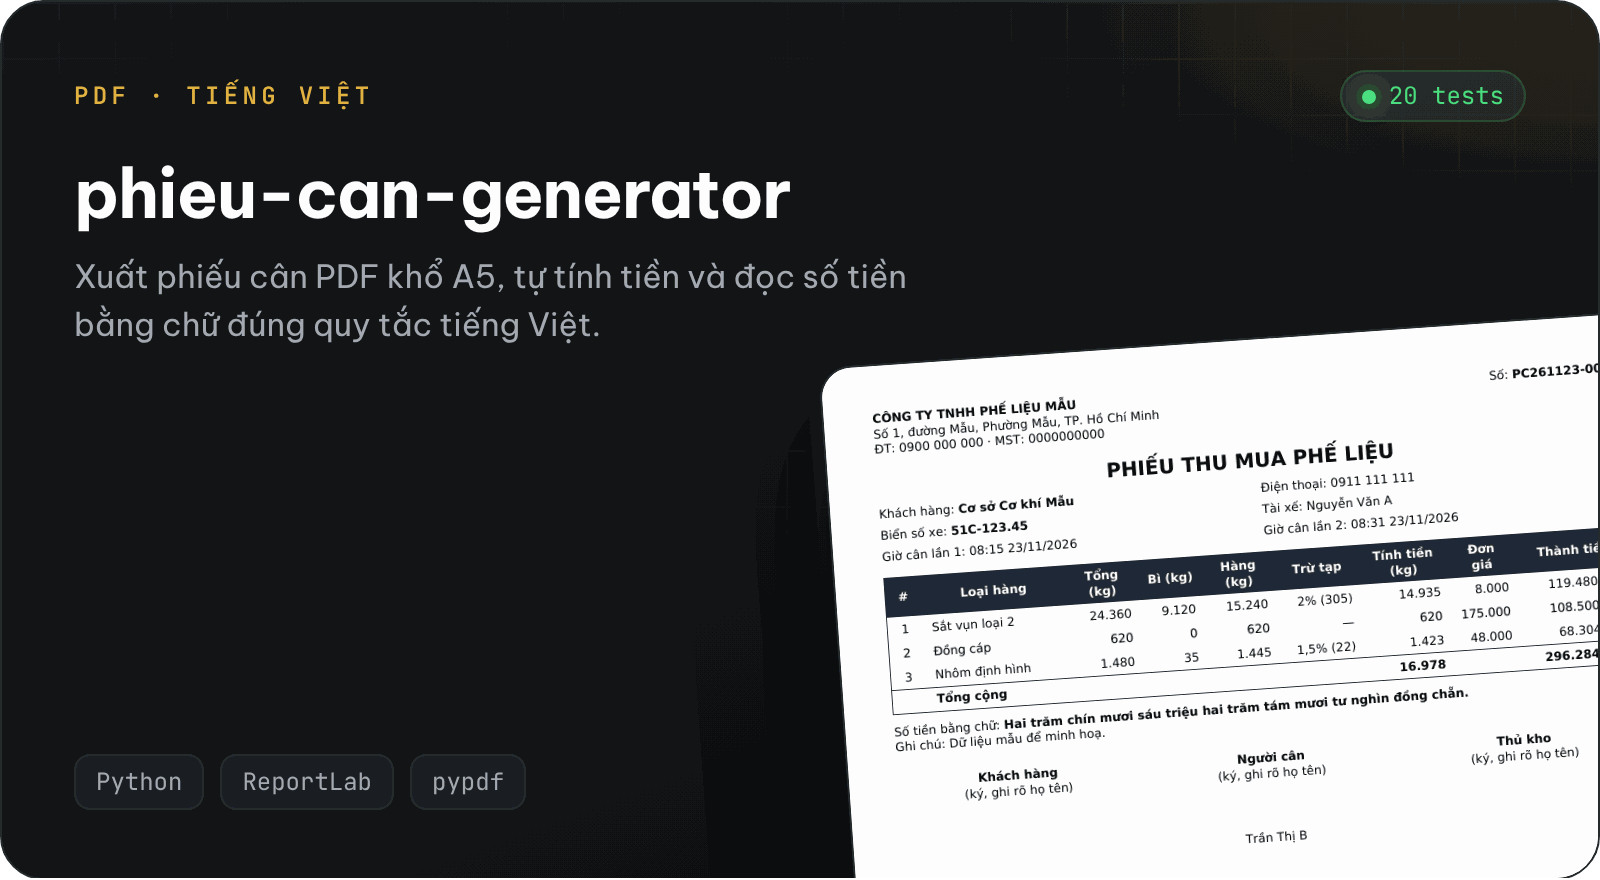 PDF · TIẾNG VIỆT
20 tests
phieu-can-generator
Xuất phiếu cân PDF khổ A5, tự tính tiền và đọc số tiền
bằng chữ đúng quy tắc tiếng Việt.
Số: PC261123-00
CÔNG TY TNHH PHẾ LIỆU MẪU
Số 1, đường Mẫu, Phường Mẫu, TP. Hồ Chí Minh
ĐT: 0900 000 000 · MST: 0000000000
PHIẾU THU MUA PHẾ LIỆU
Khách hàng: Cơ sở Cơ khí Mẫu Điện thoại: 0911 111 111
Biển số xe: 51C-123.45 Tài xế: Nguyễn Văn A
Giờ cân lần 1: 08:15 23/11/2026 Giờ cân lần 2: 08:31 23/11/2026
# Loại hàng Tổng (kg) Bì (kg) Hàng (kg) Trừ tạp Tính tiền (kg) Đơn giá Thành tiề
1 Sắt vụn loại 2 24.360 9.120 15.240 2% (305) 14.935 8.000 119.480
2 Đồng cáp 620 0 620 — 620 175.000 108.500
3 Nhôm định hình 1.480 35 1.445 1,5% (22) 1.423 48.000 68.304
Tổng cộng 16.978 296.284
Số tiền bằng chữ: Hai trăm chín mươi sáu triệu hai trăm tám mươi tư nghìn đồng chẵn.
Ghi chú: Dữ liệu mẫu để minh hoạ.
Khách hàng Người cân Thủ kho
(ký, ghi rõ họ tên) (ký, ghi rõ họ tên) (ký, ghi rõ họ tên)
Trần Thị B
Python ReportLab pypdf